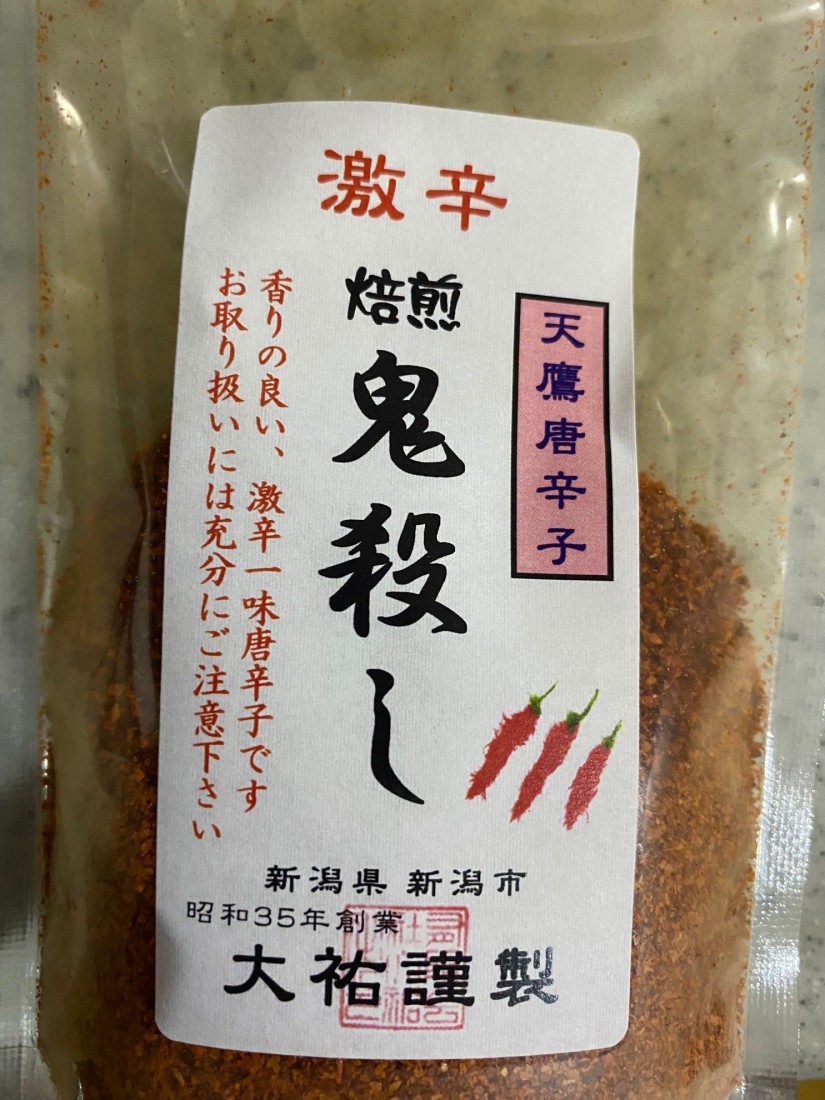 激辛
天鷹唐辛子
焙煎
鬼殺し
香りの良い、激辛一味唐辛子です
お取り扱いには充分にご注意下さい
新潟県 新潟市
昭和35年創業
大祐謹製